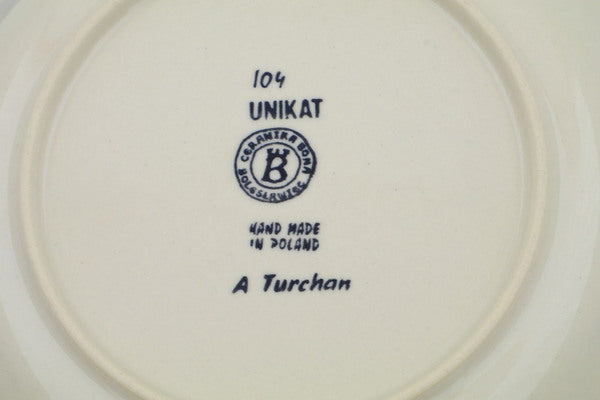 104
UNIKAT
CERAMIKA BONA
B
BOLESŁAWIEC
HAND MADE
IN POLAND
A Turchan